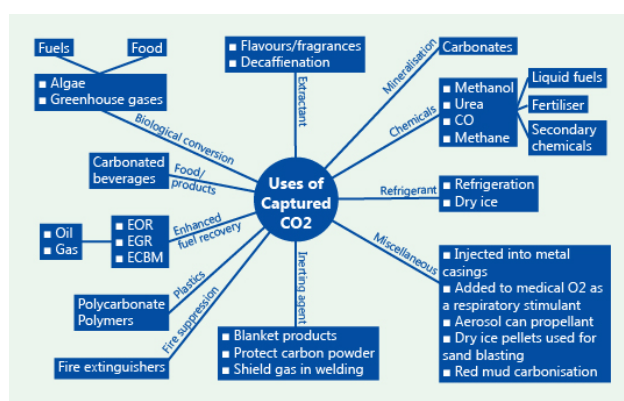 Fuels
Food
■ Algae
■ Greenhouse gases
Biological conversion
■ Flavours/fragrances
■ Decaffienation
Extractant
Carbonates
Mineralisation
■ Methanol
■ Urea
■ CO
■ Methane
Chemicals
Liquid fuels
Fertiliser
Secondary
chemicals
Carbonated
beverages
Food/
products
Uses of
Captured
CO2
Refrigerant
■ Refrigeration
■ Dry ice
■ Oil
■ Gas
■ EOR
■ EGR
■ ECBM
Enhanced
fuel recovery
Miscellaneous
■ Injected into metal
casings
■ Added to medical O2 as
a respiratory stimulant
■ Aerosol can propellant
■ Dry ice pellets used for
sand blasting
■ Red mud carbonisation
Plastics
Polycarbonate
Polymers
Fire suppression
Fire extinguishers
Inerting agent
■ Blanket products
■ Protect carbon powder
■ Shield gas in welding